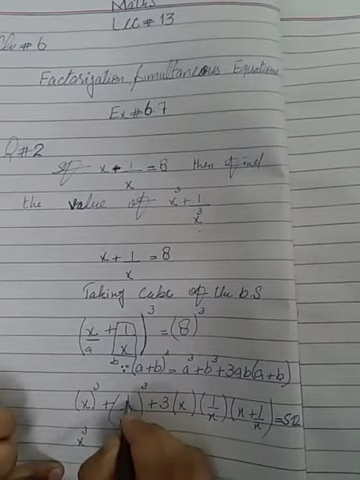 Maths
Lec # 13
# 6
Factorization, Simultaneous Equations
Ex # 6.7
Q # 2
If x + 1/x = 8 then find
the value of x³ + 1/x³
x + 1/x = 8
Taking cube of the b.S
(x + 1/x)³ = (8)³
a b ∵ (a+b)³ = a³ + b³ + 3ab(a+b)
(x)³ + ( )³ + 3(x)(1/x)(x + 1/x) = 512
x³